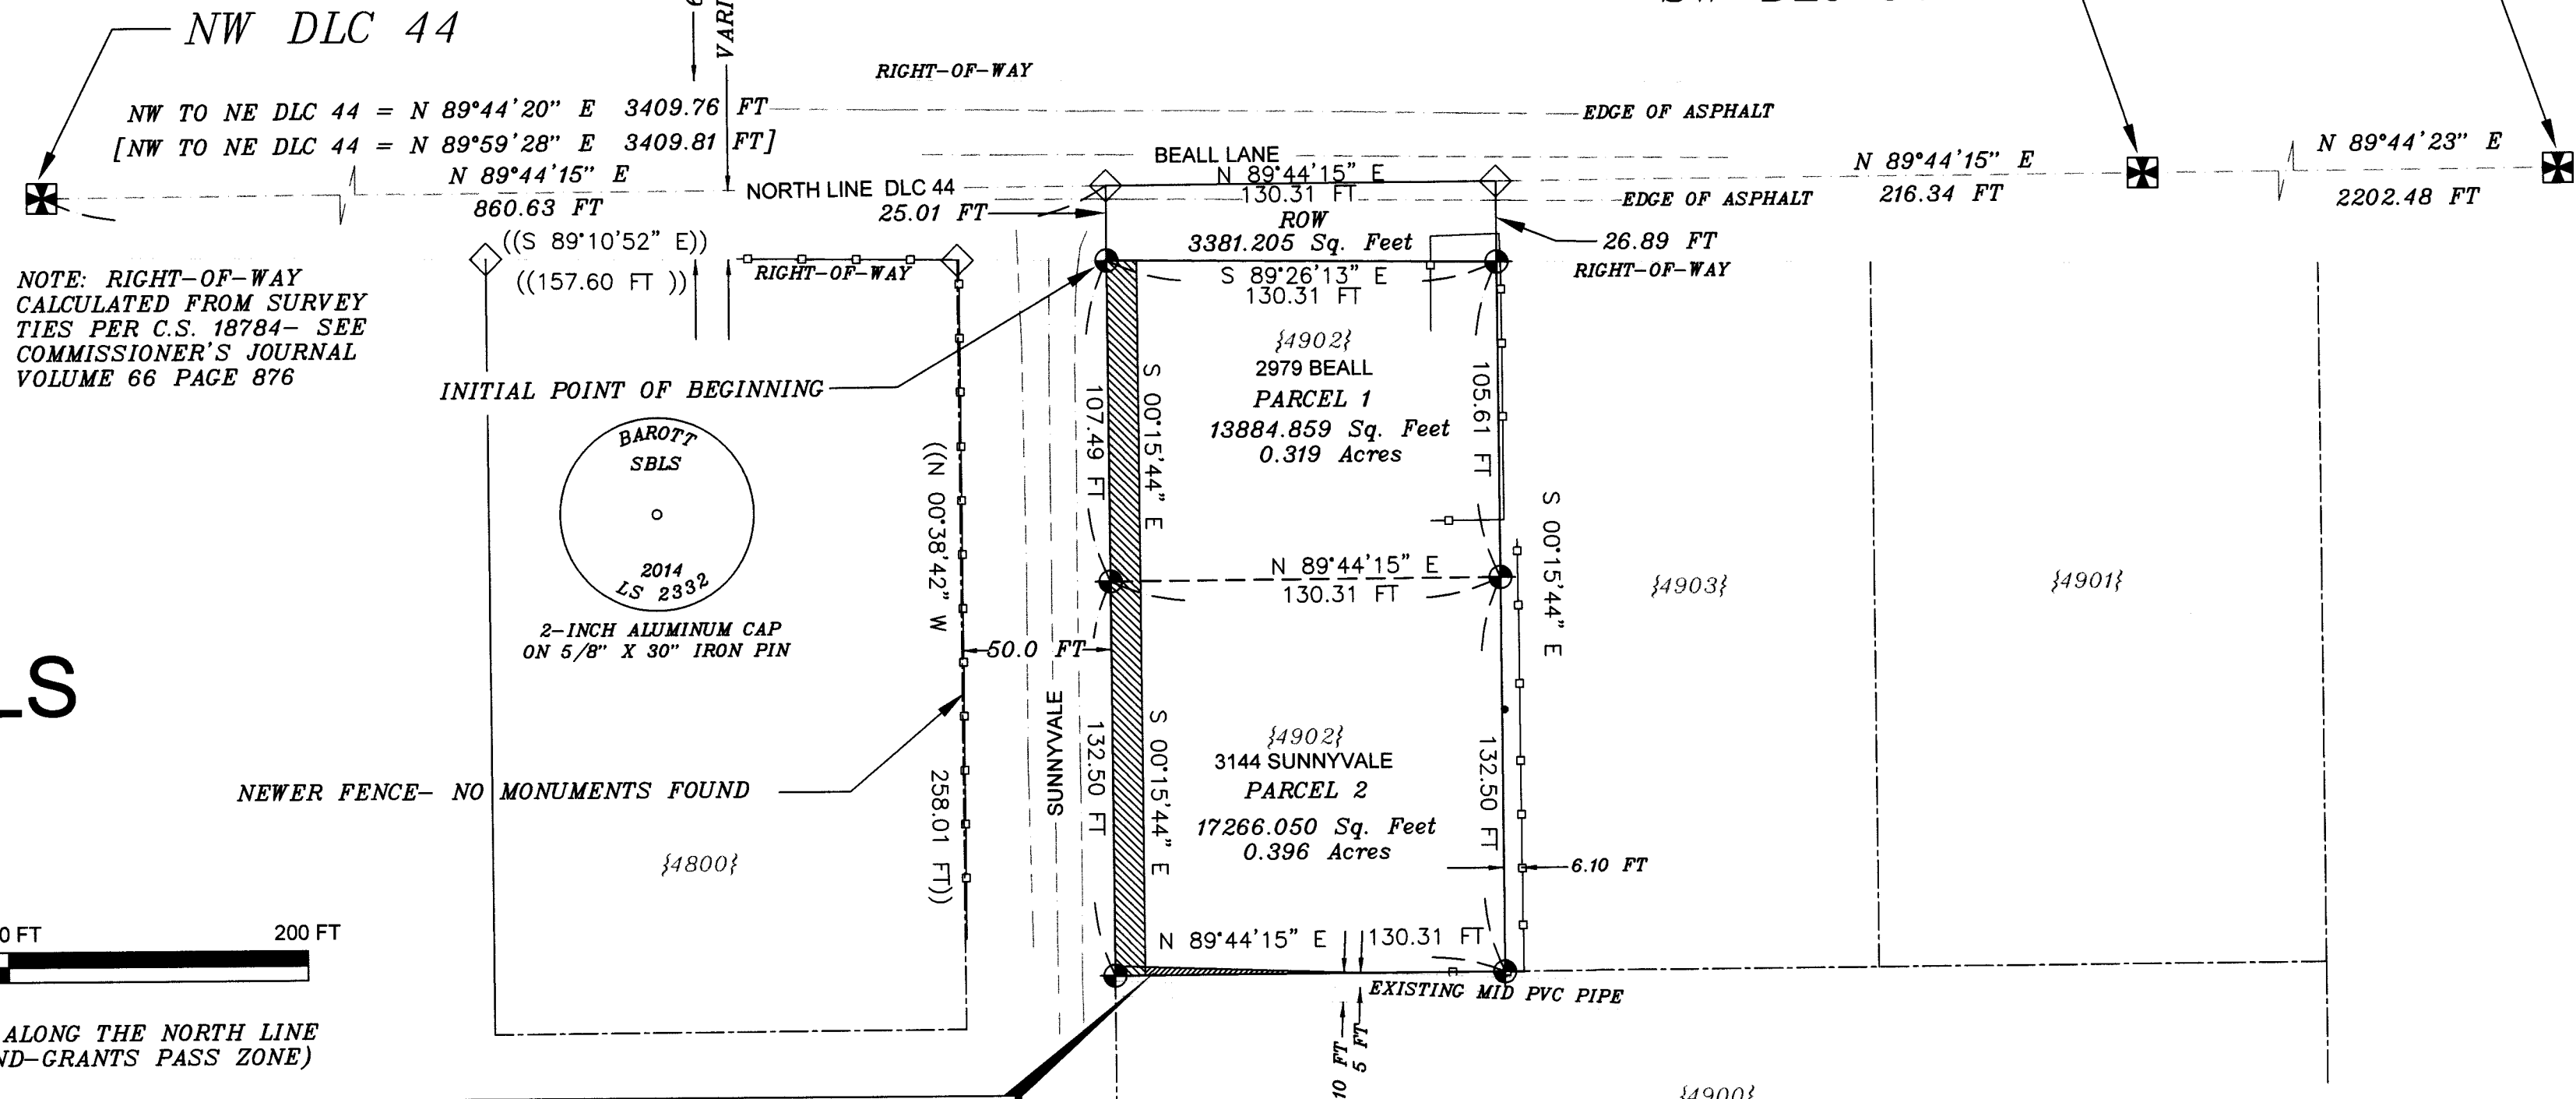 NW DLC 44
VARI
RIGHT-OF-WAY
NW TO NE DLC 44 = N 89°44'20" E 3409.76 FT
EDGE OF ASPHALT
[NW TO NE DLC 44 = N 89°59'28" E 3409.81 FT]
BEALL LANE
N 89°44'15" E
860.63 FT
NORTH LINE DLC 44
25.01 FT
N 89°44'15" E
130.31 FT
ROW
3381.205 Sq. Feet
EDGE OF ASPHALT
N 89°44'15" E
216.34 FT
N 89°44'23" E
2202.48 FT
26.89 FT
RIGHT-OF-WAY
((S 89°10'52" E))
((157.60 FT ))
RIGHT-OF-WAY
S 89°26'13" E
130.31 FT
NOTE: RIGHT-OF-WAY
CALCULATED FROM SURVEY
TIES PER C.S. 18784- SEE
COMMISSIONER'S JOURNAL
VOLUME 66 PAGE 876
INITIAL POINT OF BEGINNING
{4902}
2979 BEALL
PARCEL 1
13884.859 Sq. Feet
0.319 Acres
107.49 FT
S 00°15'44" E
105.61 FT
S 00°15'44" E
BAROTT
SBLS
2014
LS 2332
2-INCH ALUMINUM CAP
ON 5/8" X 30" IRON PIN
((N 00°38'42" W
258.01 FT))
50.0 FT
SUNNYVALE
N 89°44'15" E
130.31 FT
{4903}
{4901}
LS
NEWER FENCE- NO MONUMENTS FOUND
{4800}
132.50 FT
S 00°15'44" E
{4902}
3144 SUNNYVALE
PARCEL 2
17266.050 Sq. Feet
0.396 Acres
132.50 FT
6.10 FT
N 89°44'15" E
130.31 FT
EXISTING MID PVC PIPE
10 FT
5 FT
0 FT
200 FT
ALONG THE NORTH LINE
ND-GRANTS PASS ZONE)
{4900}